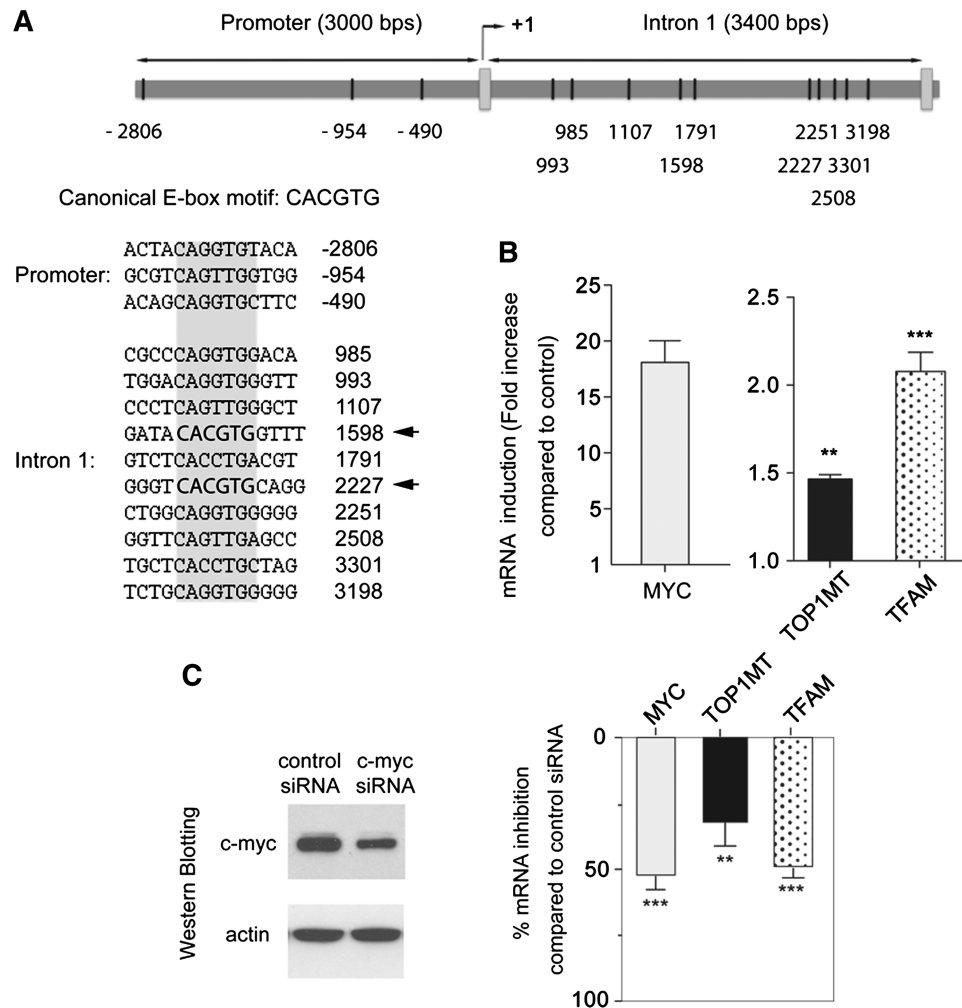 A
Promoter (3000 bps)
+1
Intron 1 (3400 bps)
- 2806
- 954
- 490
985
1107
1791
2251
3198
993
1598
2227
3301
2508
Canonical E-box motif: CACGTG
Promoter:
ACTACAGGTGTACA -2806
GCGTCAGTTGGTGG -954
ACAGCAGGTGCTTC -490
Intron 1:
CGCCCAGGTGGACA 985
TGGACAGGTGGGTT 993
CCCTCAGTTGGGCT 1107
GATACACGTGGTTT 1598
GTCTCACCTGACGT 1791
GGGTCACGTGCAGG 2227
CTGGCAGGTGGGGG 2251
GGTTCAGTTGAGCC 2508
TGCTCACCTGCTAG 3301
TCTGCAGGTGGGGG 3198
B
mRNA induction (Fold increase
compared to control)
25
20
15
10
5
1
MYC
2.5
2.0
1.5
1.0
**
***
TOP1MT
TFAM
C
Western Blotting
control
siRNA
c-myc
siRNA
c-myc
actin
% mRNA inhibition
compared to control siRNA
MYC
TOP1MT
TFAM
0
50
100
***
**
***